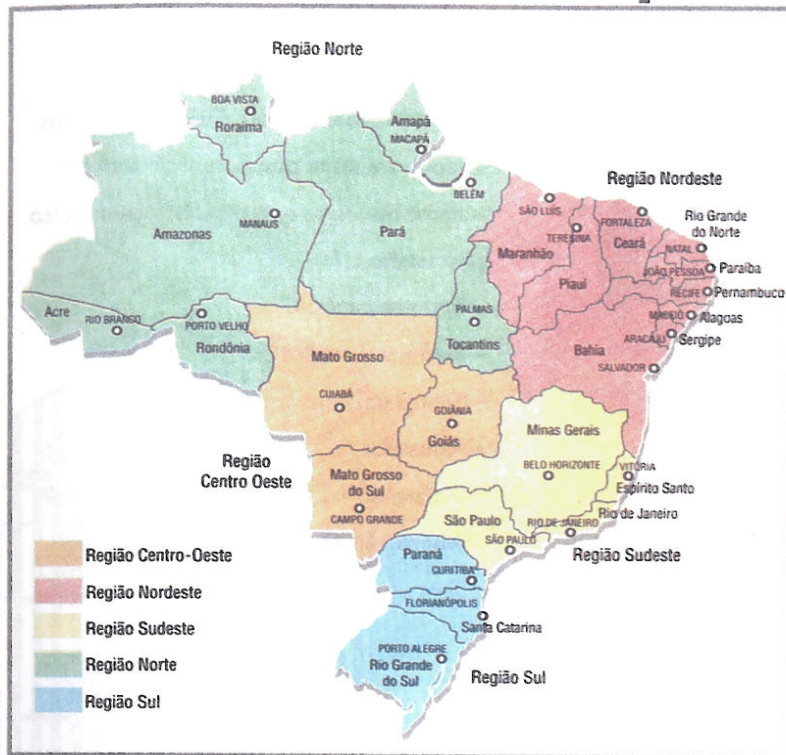 Região Norte
BOA VISTA
Roraima
Amapá
MACAPÁ
BELÉM
Região Nordeste
SÃO LUÍS
FORTALEZA
Rio Grande
do Norte
MANAUS
Amazonas
Pará
Maranhão
TERESINA
Ceará
NATAL
JOÃO PESSOA
Paraíba
Piauí
RECIFE
Pernambuco
Acre
RIO BRANCO
PORTO VELHO
Rondônia
PALMAS
Tocantins
MACEIÓ
Alagoas
ARACAJU
Sergipe
Bahia
SALVADOR
Mato Grosso
CUIABÁ
GOIÂNIA
Goiás
Minas Gerais
BELO HORIZONTE
VITÓRIA
Espírito Santo
Região
Centro Oeste
Mato Grosso
do Sul
CAMPO GRANDE
São Paulo
SÃO PAULO
RIO DE JANEIRO
Rio de Janeiro
Região Sudeste
Paraná
CURITIBA
FLORIANÓPOLIS
Santa Catarina
PORTO ALEGRE
Rio Grande
do Sul
Região Sul
Região Centro-Oeste
Região Nordeste
Região Sudeste
Região Norte
Região Sul